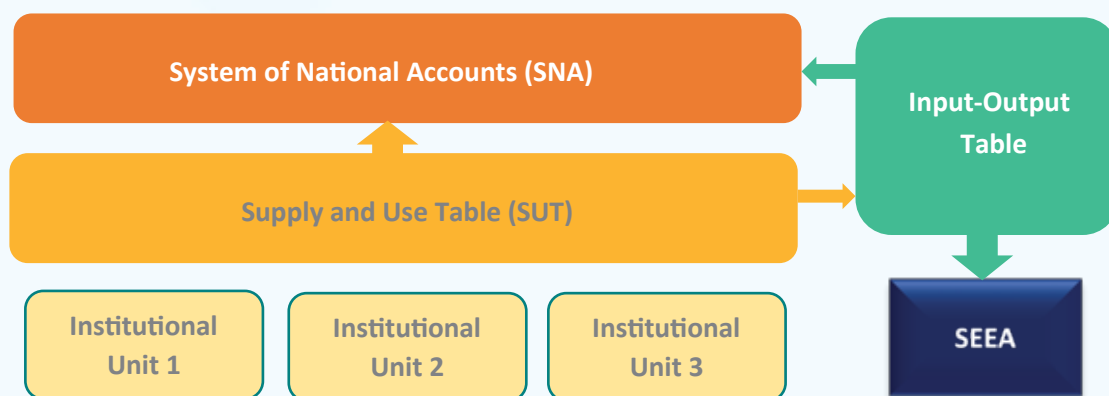 System of National Accounts (SNA)
Input-Output
Table
Supply and Use Table (SUT)
Institutional
Unit 1
Institutional
Unit 2
Institutional
Unit 3
SEEA